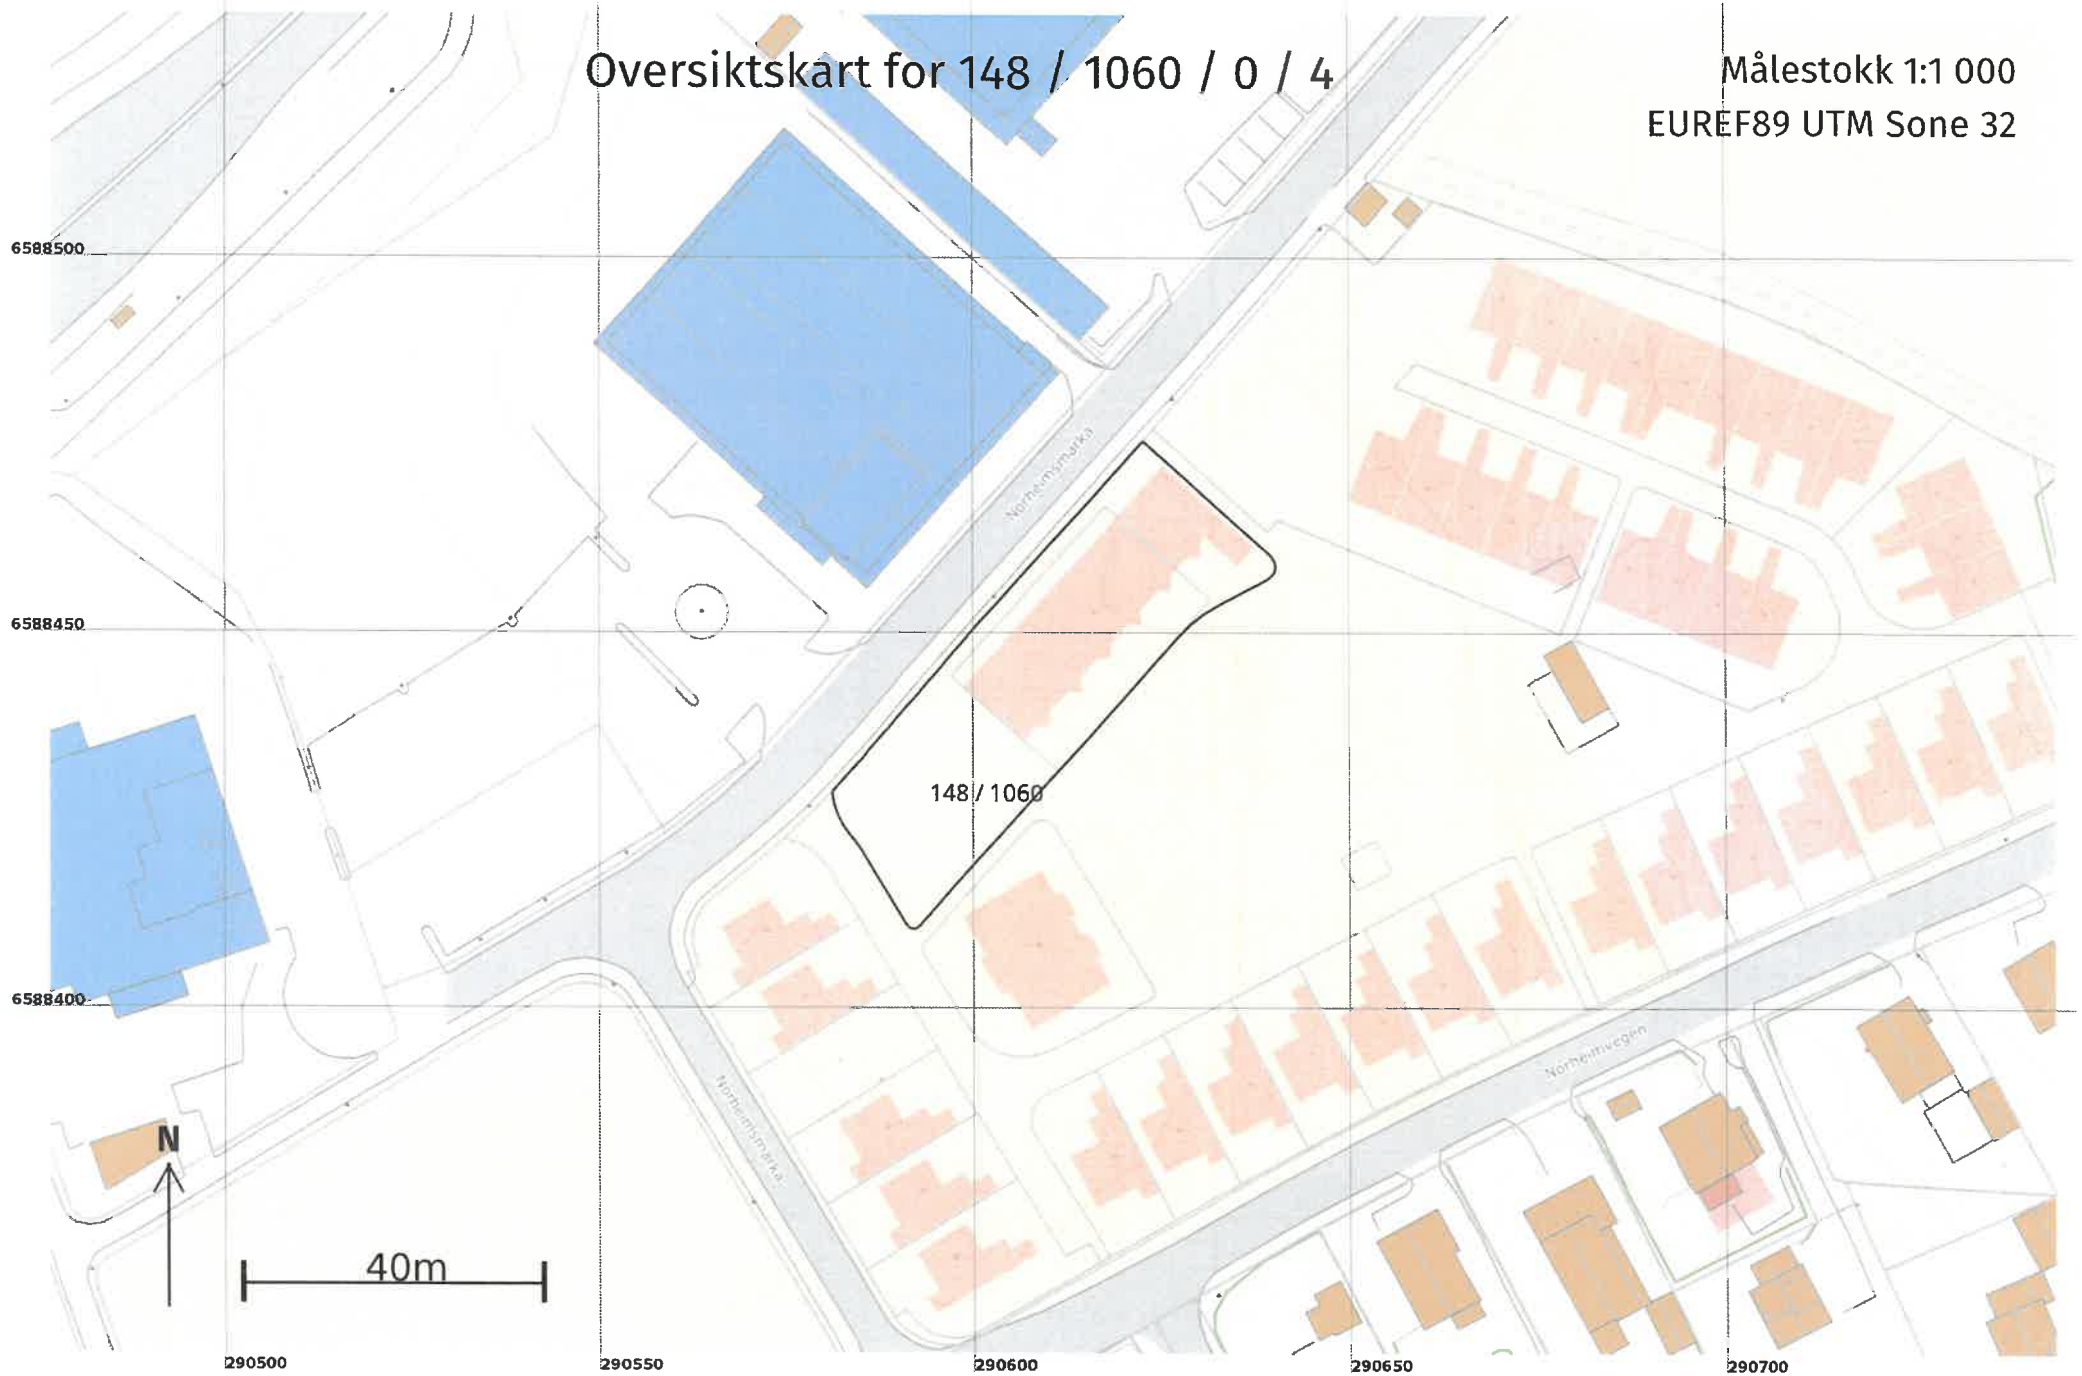 Oversiktskart for 148 / 1060 / 0 / 4
Målestokk 1:1 000
EUREF89 UTM Sone 32
6588500
Norheimsmarka
6588450
148 / 1060
6588400
Norheimvegen
Norheimsmarka
N
40m
290500
290550
290600
290650
290700